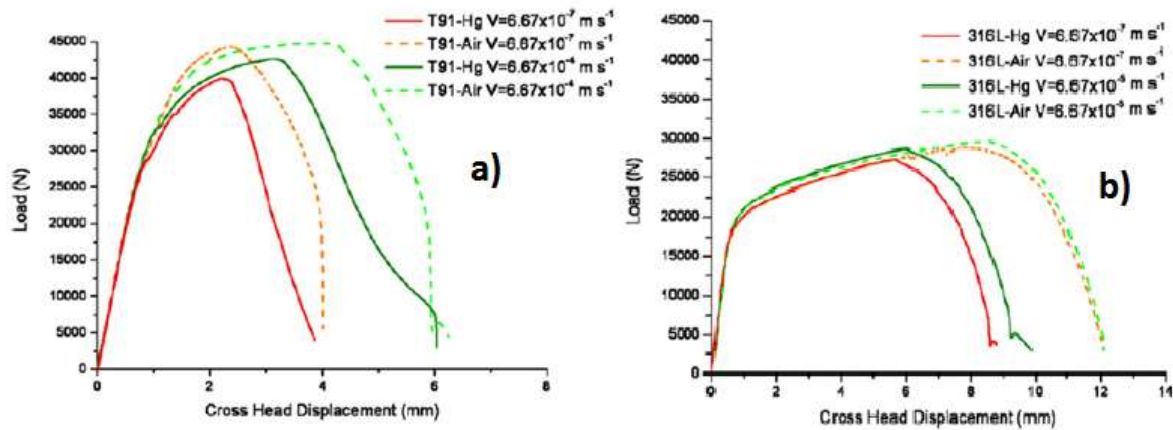 T91-Hg V=6.67x10⁻⁷ m s⁻¹
T91-Air V=6.67x10⁻⁷ m s⁻¹
T91-Hg V=6.67x10⁻⁴ m s⁻¹
T91-Air V=6.67x10⁻⁴ m s⁻¹
a)
Load (N)
45000
40000
35000
30000
25000
20000
15000
10000
5000
0
0 2 4 6 8
Cross Head Displacement (mm)
316L-Hg V=6.67x10⁻⁷ m s⁻¹
316L-Air V=6.67x10⁻⁷ m s⁻¹
316L-Hg V=6.67x10⁻⁵ m s⁻¹
316L-Air V=6.67x10⁻⁵ m s⁻¹
b)
Load (N)
45000
40000
35000
30000
25000
20000
15000
10000
5000
0
0 2 4 6 8 10 12 14
Cross Head Displacement (mm)